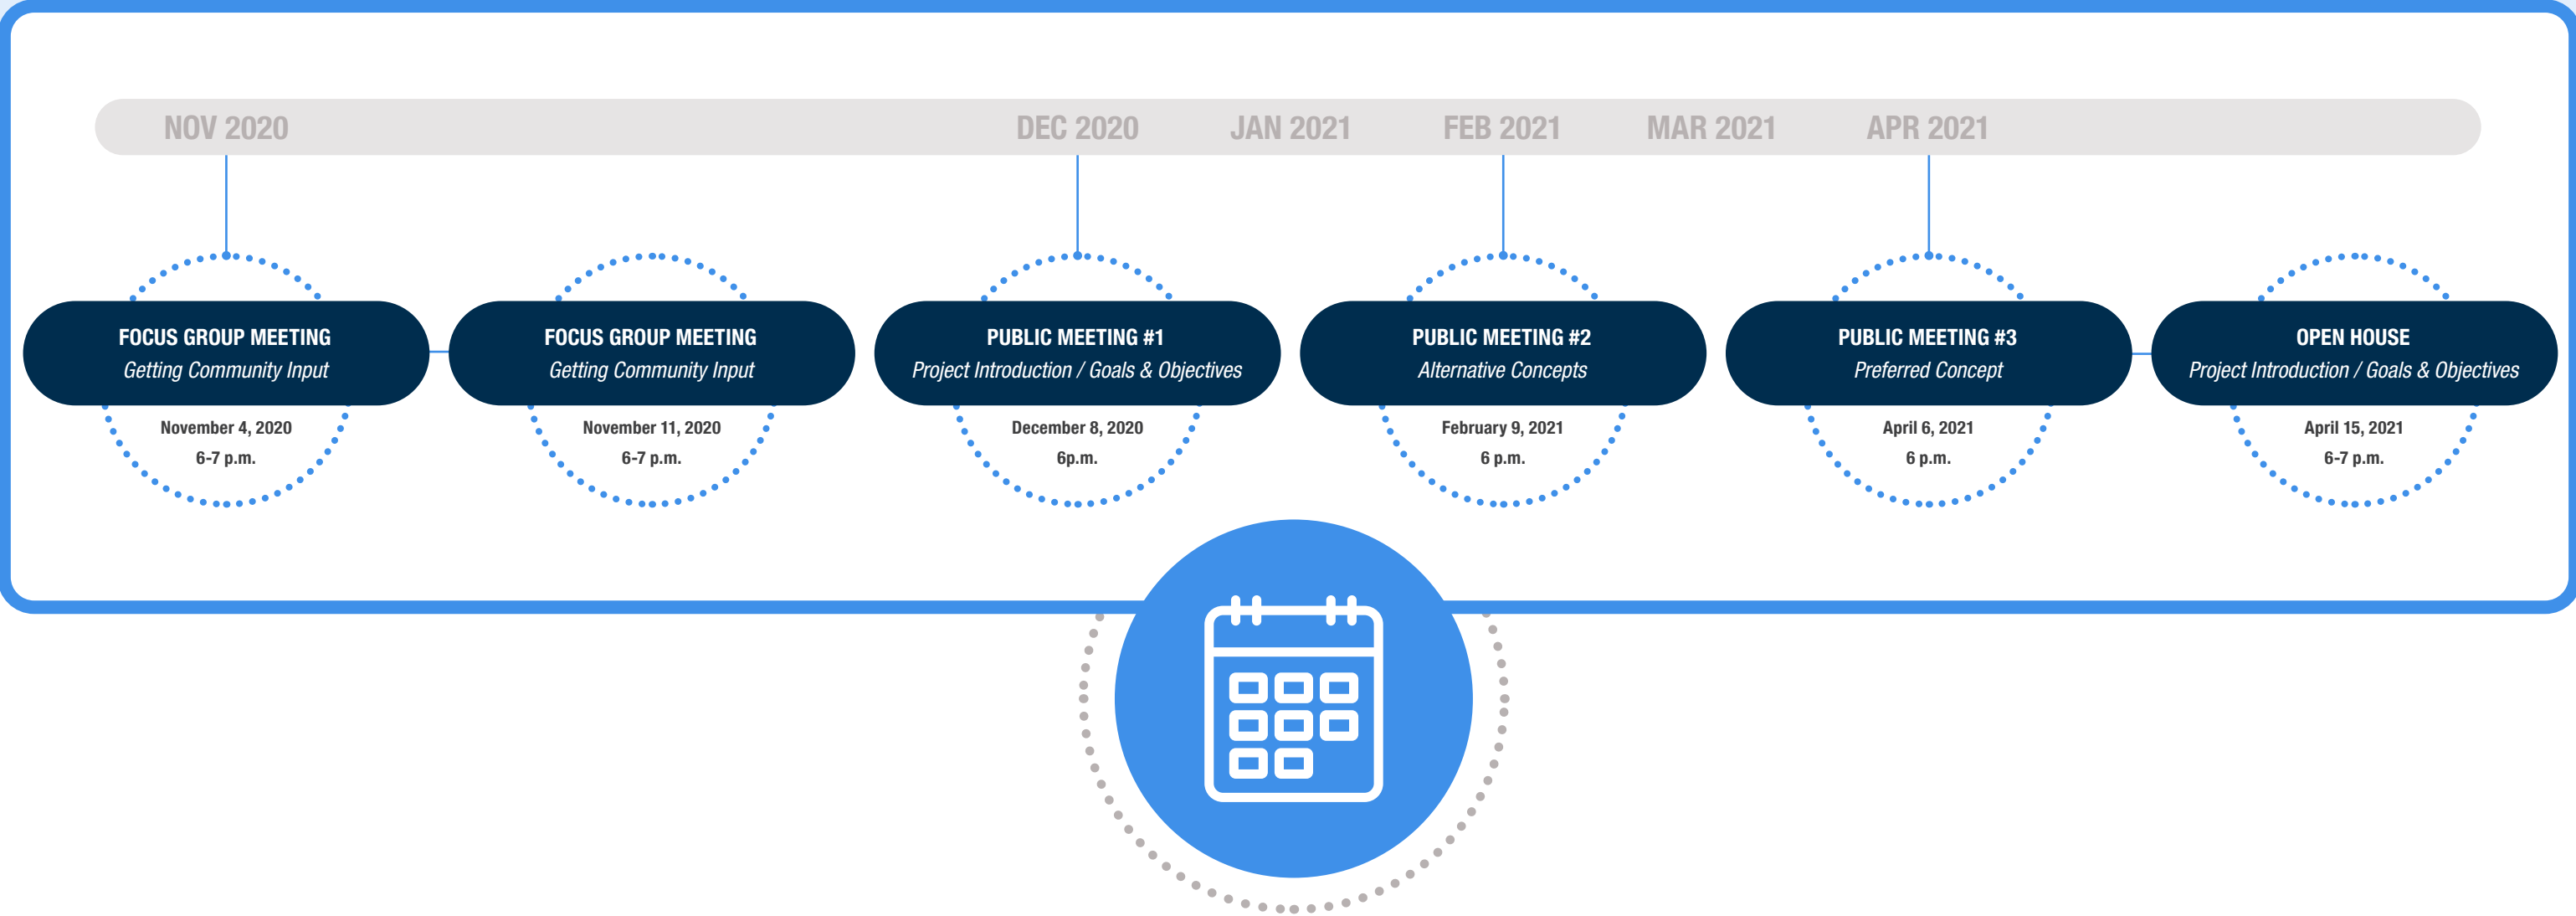 NOV 2020
DEC 2020
JAN 2021
FEB 2021
MAR 2021
APR 2021
FOCUS GROUP MEETING
Getting Community Input
November 4, 2020
6-7 p.m.
FOCUS GROUP MEETING
Getting Community Input
November 11, 2020
6-7 p.m.
PUBLIC MEETING #1
Project Introduction / Goals & Objectives
December 8, 2020
6p.m.
PUBLIC MEETING #2
Alternative Concepts
February 9, 2021
6 p.m.
PUBLIC MEETING #3
Preferred Concept
April 6, 2021
6 p.m.
OPEN HOUSE
Project Introduction / Goals & Objectives
April 15, 2021
6-7 p.m.